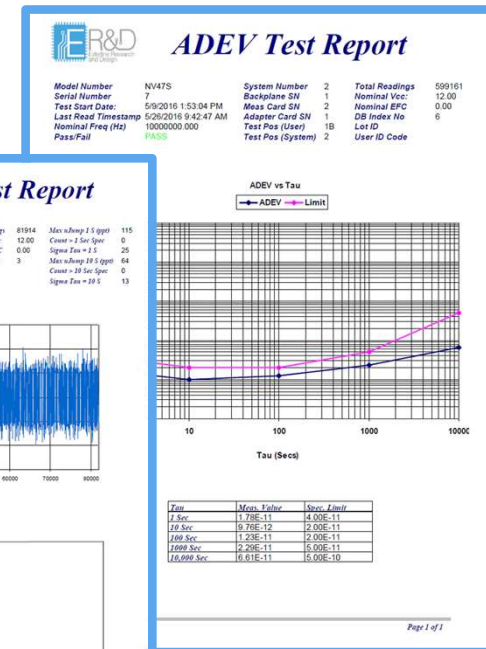 ER&D
ADEV Test Report
Model Number NV47S System Number 2 Total Readings 599161
Serial Number 7 Backplane SN 1 Nominal Vcc: 12.00
Test Start Date: 5/9/2016 1:53:04 PM Meas Card SN 2 Nominal EFC 0.00
Last Read Timestamp 5/26/2016 9:42:47 AM Adapter Card SN 1 DB Index No 6
Nominal Freq (Hz) 10000000.000 Test Pos (User) 1B Lot ID
Pass/Fail PASS Test Pos (System) 2 User ID Code
ADEV vs Tau
ADEV Limit
10 100 1000 10000
Tau (Secs)
Tau Meas. Value Spec. Limit
1 Sec 1.78E-11 4.00E-11
10 Sec 9.76E-12 2.00E-11
100 Sec 1.23E-11 2.00E-11
1000 Sec 2.29E-11 5.00E-11
10,000 Sec 6.61E-11 5.00E-10
Page 1 of 1
Report
81914 Max uJump 1 S (ppt) 115
12.00 Count > 1 Sec Spec 0
0.00 Sigma Tau = 1 S 25
3 Max uJump 10 S (ppt) 64
Count > 10 Sec Spec 0
Sigma Tau = 10 S 13
60000 70000 80000